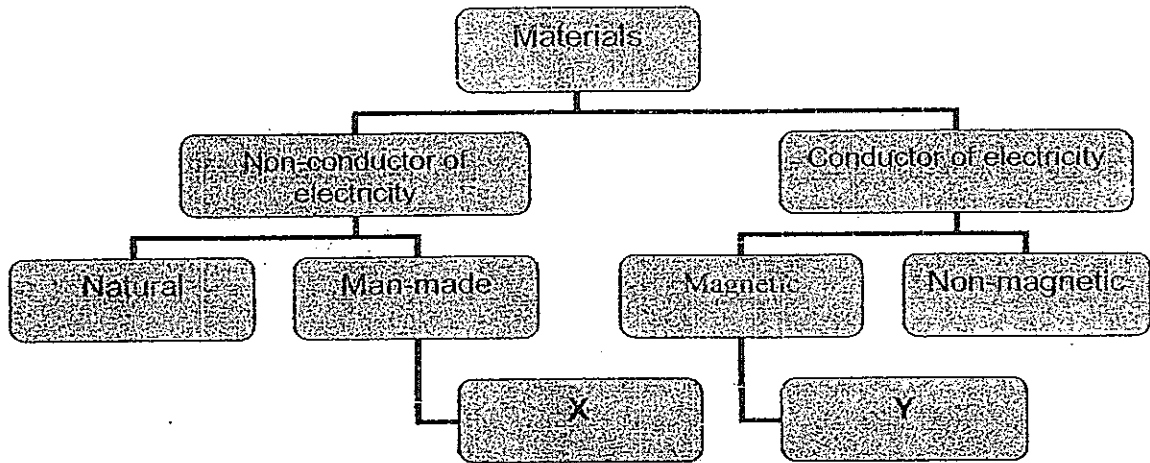 Materials
Non-conductor of
electricity
Conductor of electricity
Natural
Man-made
Magnetic
Non-magnetic
X
Y